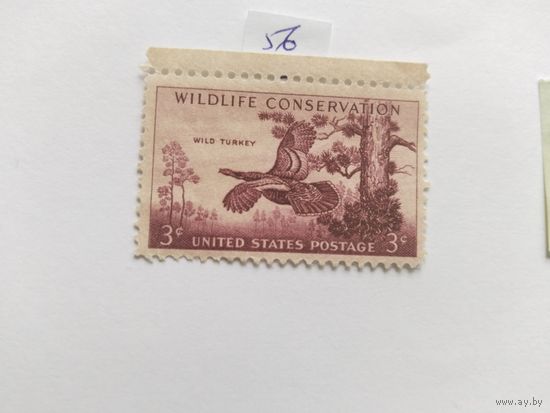 56
WILDLIFE CONSERVATION
WILD TURKEY
3¢ UNITED STATES POSTAGE 3¢
www.ay.by